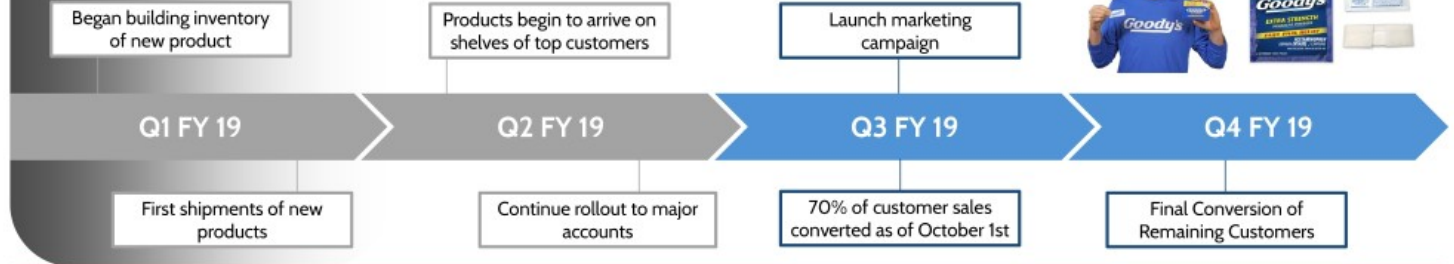 Began building inventory
of new product
Products begin to arrive on
shelves of top customers
Launch marketing
campaign
Goody's
Goody's
EXTRA STRENGTH
Q1 FY 19
Q2 FY 19
Q3 FY 19
Q4 FY 19
First shipments of new
products
Continue rollout to major
accounts
70% of customer sales
converted as of October 1st
Final Conversion of
Remaining Customers